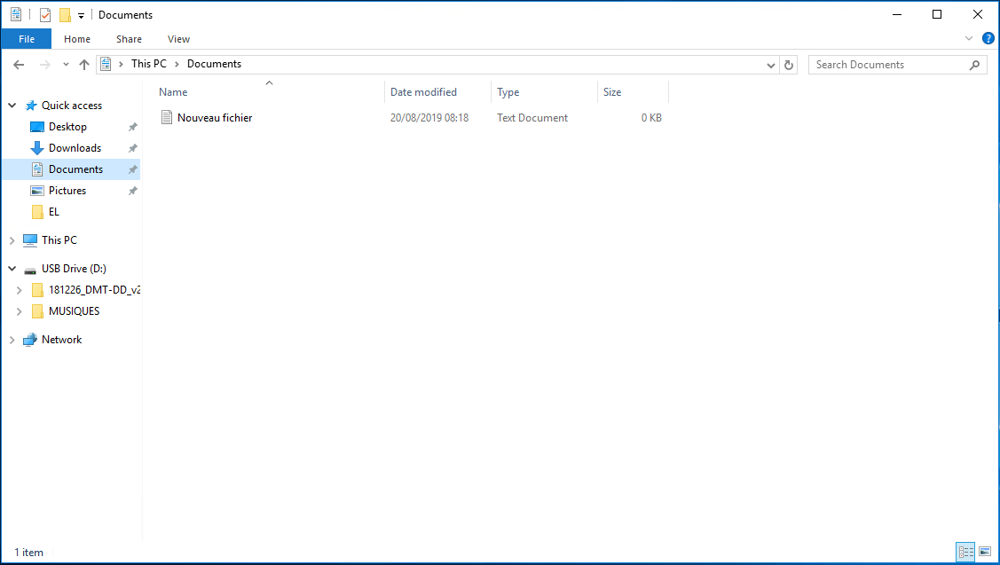 Documents
File Home Share View
This PC Documents
Search Documents
Name Date modified Type Size
Nouveau fichier 20/08/2019 08:18 Text Document 0 KB
Quick access
Desktop
Downloads
Documents
Pictures
EL
This PC
USB Drive (D:)
181226_DMT-DD_v2
MUSIQUES
Network
1 item